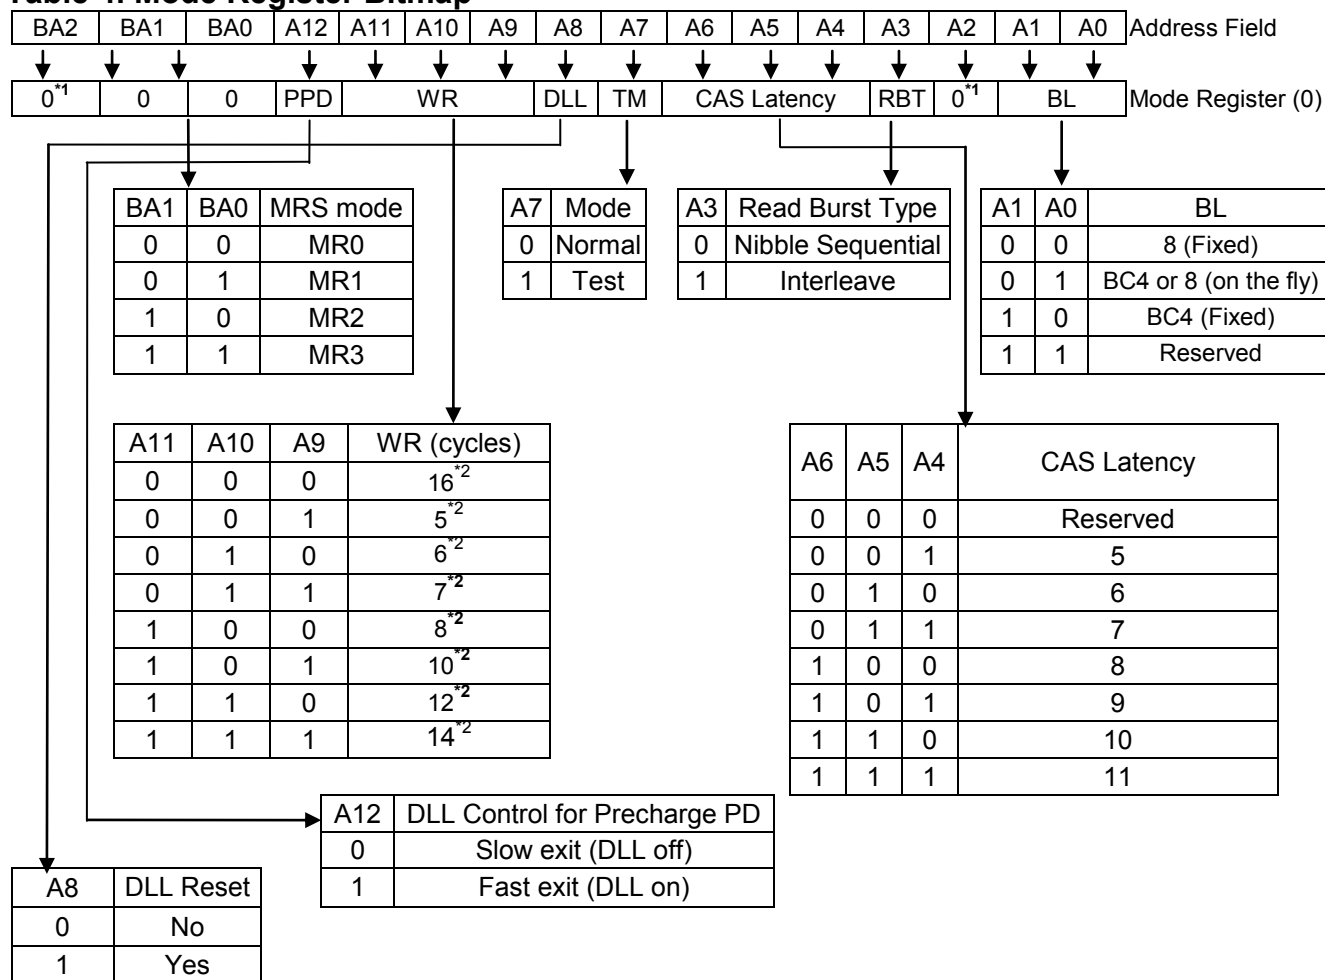 Table 4. Mode Register Bitmap
BA2 BA1 BA0 A12 A11 A10 A9 A8 A7 A6 A5 A4 A3 A2 A1 A0 Address Field
0*1 0 0 PPD WR DLL TM CAS Latency RBT 0*1 BL Mode Register (0)
BA1 BA0 MRS mode
0 0 MR0
0 1 MR1
1 0 MR2
1 1 MR3
A7 Mode
0 Normal
1 Test
A3 Read Burst Type
0 Nibble Sequential
1 Interleave
A1 A0 BL
0 0 8 (Fixed)
0 1 BC4 or 8 (on the fly)
1 0 BC4 (Fixed)
1 1 Reserved
A11 A10 A9 WR (cycles)
0 0 0 16*2
0 0 1 5*2
0 1 0 6*2
0 1 1 7*2
1 0 0 8*2
1 0 1 10*2
1 1 0 12*2
1 1 1 14*2
A6 A5 A4 CAS Latency
0 0 0 Reserved
0 0 1 5
0 1 0 6
0 1 1 7
1 0 0 8
1 0 1 9
1 1 0 10
1 1 1 11
A12 DLL Control for Precharge PD
0 Slow exit (DLL off)
1 Fast exit (DLL on)
A8 DLL Reset
0 No
1 Yes